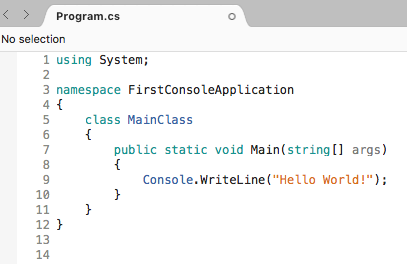 Program.cs
No selection
1 using System;
2
3 namespace FirstConsoleApplication
4 {
5     class MainClass
6     {
7         public static void Main(string[] args)
8         {
9             Console.WriteLine("Hello World!");
10         }
11     }
12 }
13
14